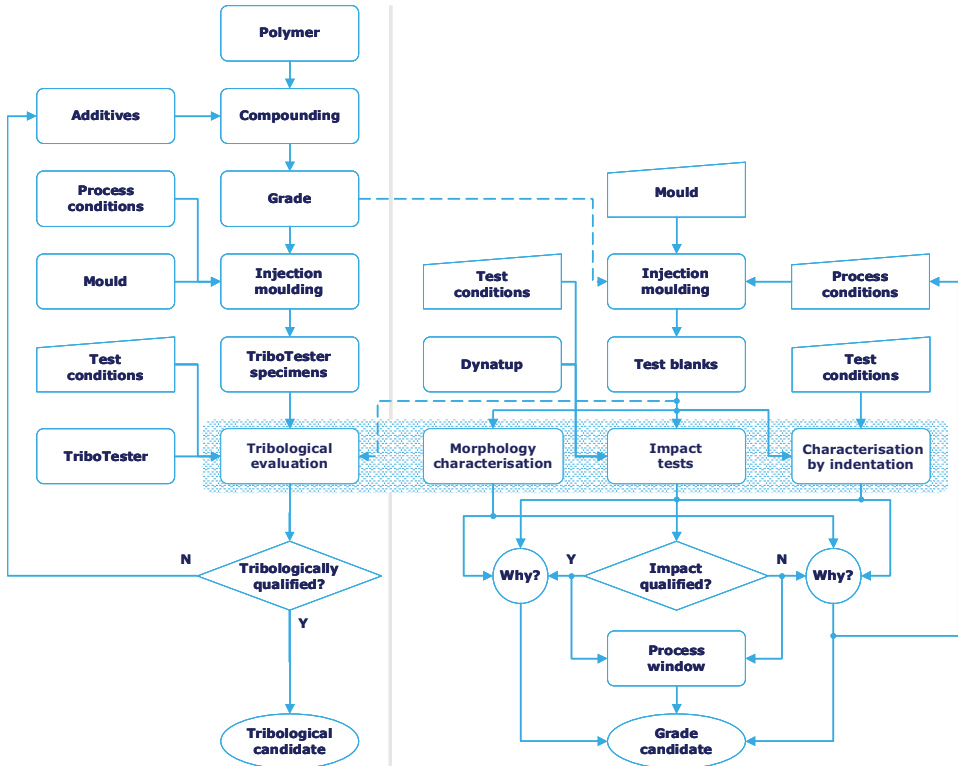 Polymer
Additives
Compounding
Process
conditions
Grade
Mould
Mould
Injection
moulding
Test
conditions
Injection
moulding
Process
conditions
Test
conditions
TriboTester
specimens
Dynatup
Test blanks
Test
conditions
TriboTester
Tribological
evaluation
Morphology
characterisation
Impact
tests
Characterisation
by indentation
N
Tribologically
qualified?
Y
Why?
Y
Impact
qualified?
N
Why?
Process
window
Tribological
candidate
Grade
candidate